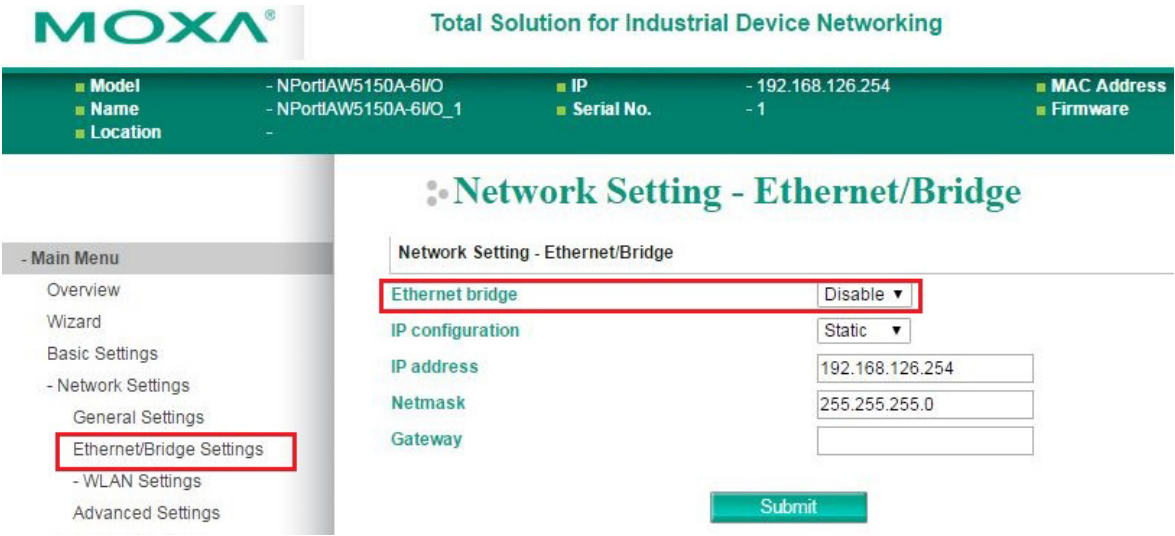 MOXA®
Total Solution for Industrial Device Networking
Model - NPortIAW5150A-6I/O IP - 192.168.126.254 MAC Address
Name - NPortIAW5150A-6I/O_1 Serial No. - 1 Firmware
Location -
Network Setting - Ethernet/Bridge
Network Setting - Ethernet/Bridge
- Main Menu
Overview
Wizard
Basic Settings
- Network Settings
General Settings
Ethernet/Bridge Settings
- WLAN Settings
Advanced Settings
Ethernet bridge Disable
IP configuration Static
IP address 192.168.126.254
Netmask 255.255.255.0
Gateway
Submit